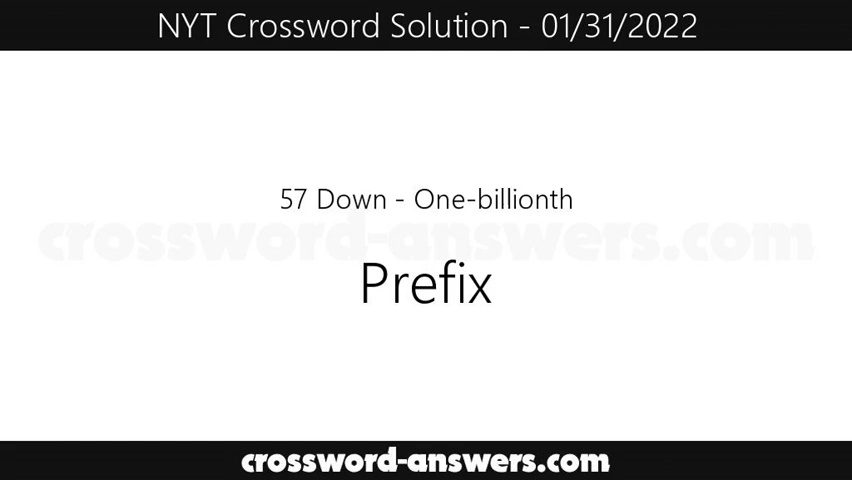 NYT Crossword Solution - 01/31/2022
57 Down - One-billionth
crossword-answers.com
Prefix
crossword-answers.com